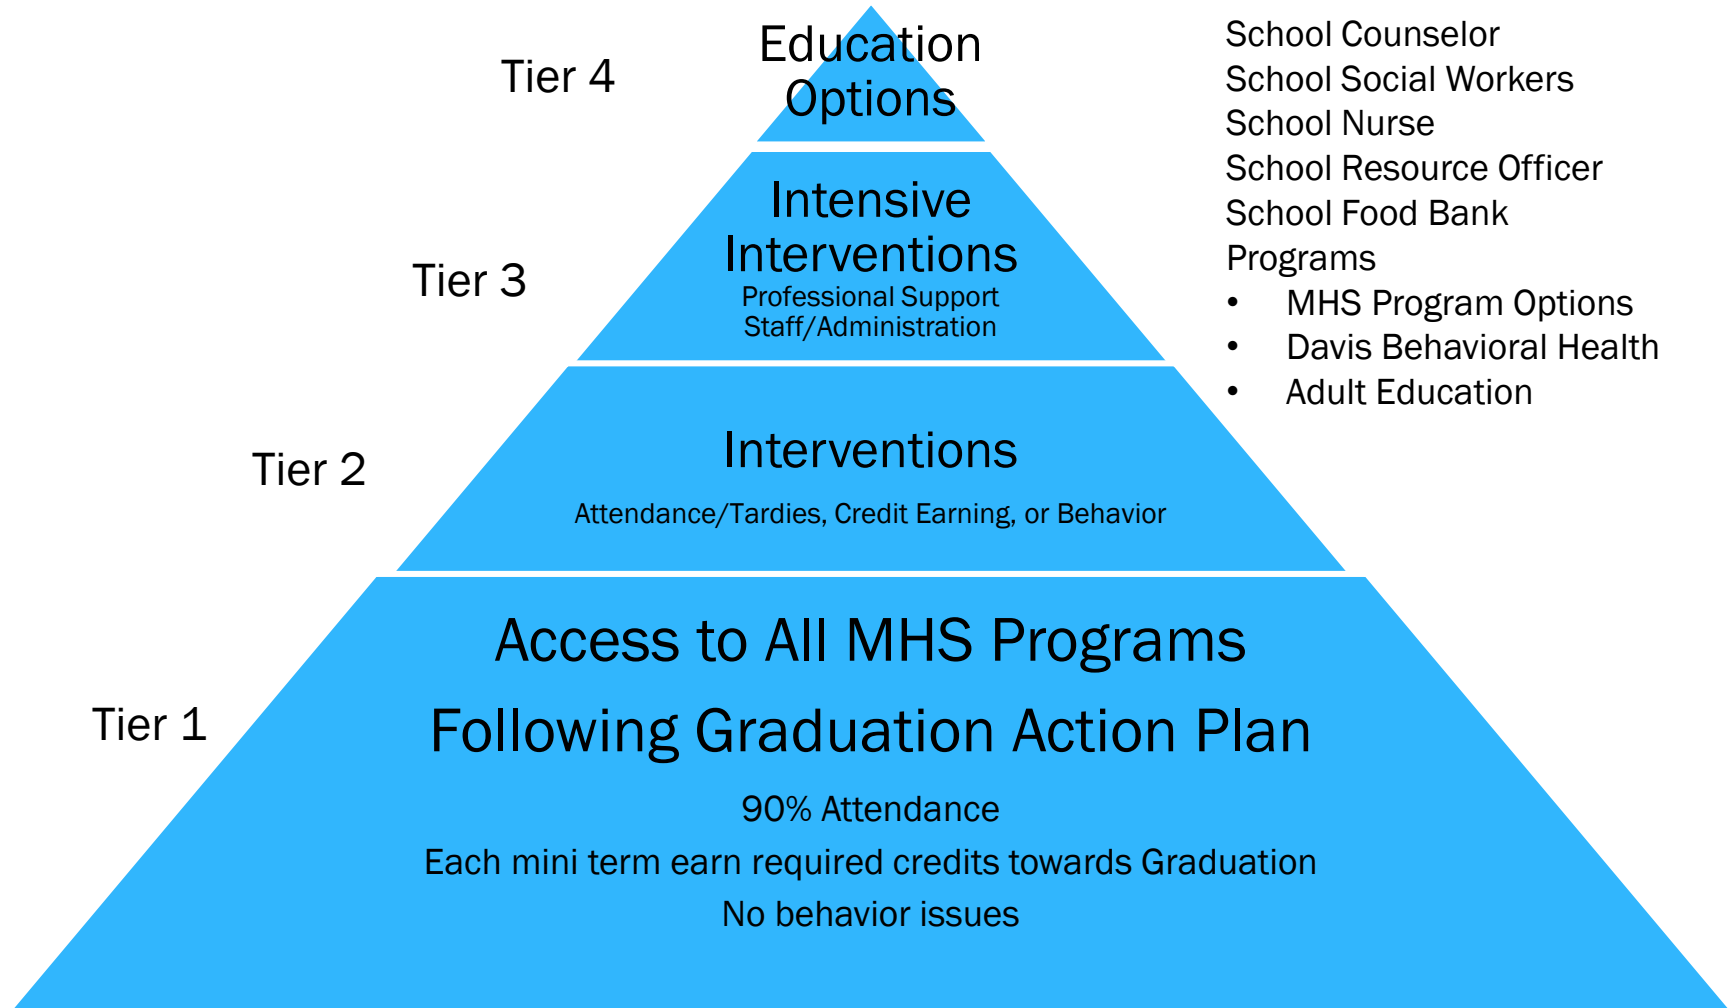 Tier 4
Education
Options
Tier 3
Intensive
Interventions
Professional Support
Staff/Administration
Tier 2
Interventions
Attendance/Tardies, Credit Earning, or Behavior
Tier 1
Access to All MHS Programs
Following Graduation Action Plan
90% Attendance
Each mini term earn required credits towards Graduation
No behavior issues
School Counselor
School Social Workers
School Nurse
School Resource Officer
School Food Bank
Programs
• MHS Program Options
• Davis Behavioral Health
• Adult Education